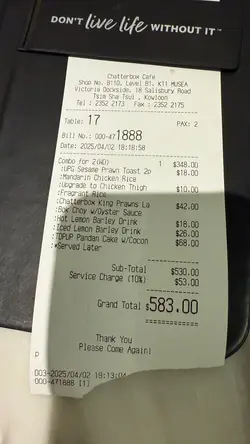 DON'T live life WITHOUT IT™
Chatterbox Cafe
Shop No. B110, Level B1, K11 MUSEA
Victoria Dockside, 18 Salisbury Road
Tsim Sha Tsui, Kowloon
Tel : 2352 2173 Fax : 2352 2175
Table: 17 PAX: 2
Bill No.: 000-471888
Date: 2025/04/02 18:18:58
Combo for 2(WD) 1 $348.00
:UPG Sesame Prawn Toast 2p $18.00
:Mandarin Chicken Rice
:Upgrade to Chicken Thigh $10.00
:Fragrant Rice
:Chatterbox King Prawns La $42.00
:Bok Choy w/Oyster Sauce
:Hot Lemon Barley Drink $18.00
:Iced Lemon Barley Drink $26.00
:TOPUP Pandan Cake w/Cocon $68.00
:*Served Later
Sub-Total $530.00
Service Charge (10%) $53.00
Grand Total $583.00
Thank You
Please Come Again!
P
003-2025/04/02 19:13:04
000-471888 [1]